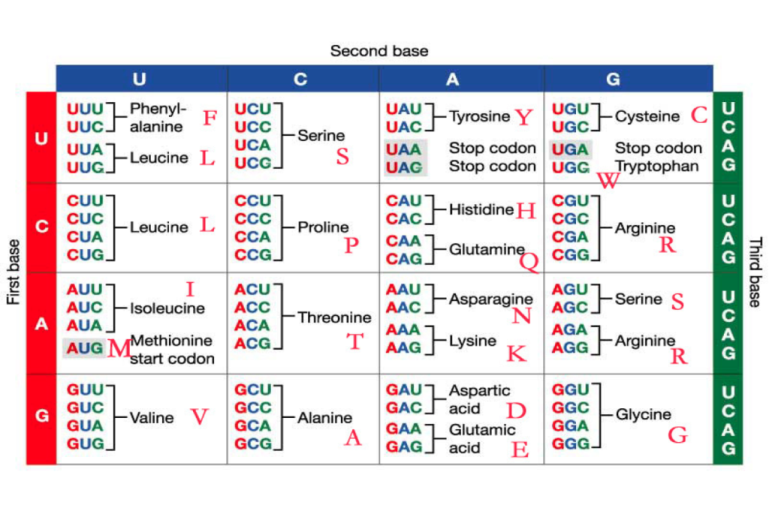 Second base
U C A G
First base
Third base
U
UUU
UUC
Phenyl-
alanine
F
UUA
UUG
Leucine L
UCU
UCC
UCA
UCG
Serine
S
UAU
UAC
Tyrosine Y
UAA Stop codon
UAG Stop codon
UGU
UGC
Cysteine C
UGA Stop codon
UGG Tryptophan
W
U
C
A
G
C
CUU
CUC
CUA
CUG
Leucine L
CCU
CCC
CCA
CCG
Proline
P
CAU
CAC
Histidine H
CAA
CAG
Glutamine
Q
CGU
CGC
CGA
CGG
Arginine
R
U
C
A
G
A
AUU
AUC
AUA
I
Isoleucine
AUG M Methionine
start codon
ACU
ACC
ACA
ACG
Threonine
T
AAU
AAC
Asparagine
N
AAA
AAG
Lysine
K
AGU
AGC
Serine S
AGA
AGG
Arginine
R
U
C
A
G
G
GUU
GUC
GUA
GUG
Valine V
GCU
GCC
GCA
GCG
Alanine
A
GAU
GAC
Aspartic
acid D
GAA
GAG
Glutamic
acid E
GGU
GGC
GGA
GGG
Glycine
G
U
C
A
G